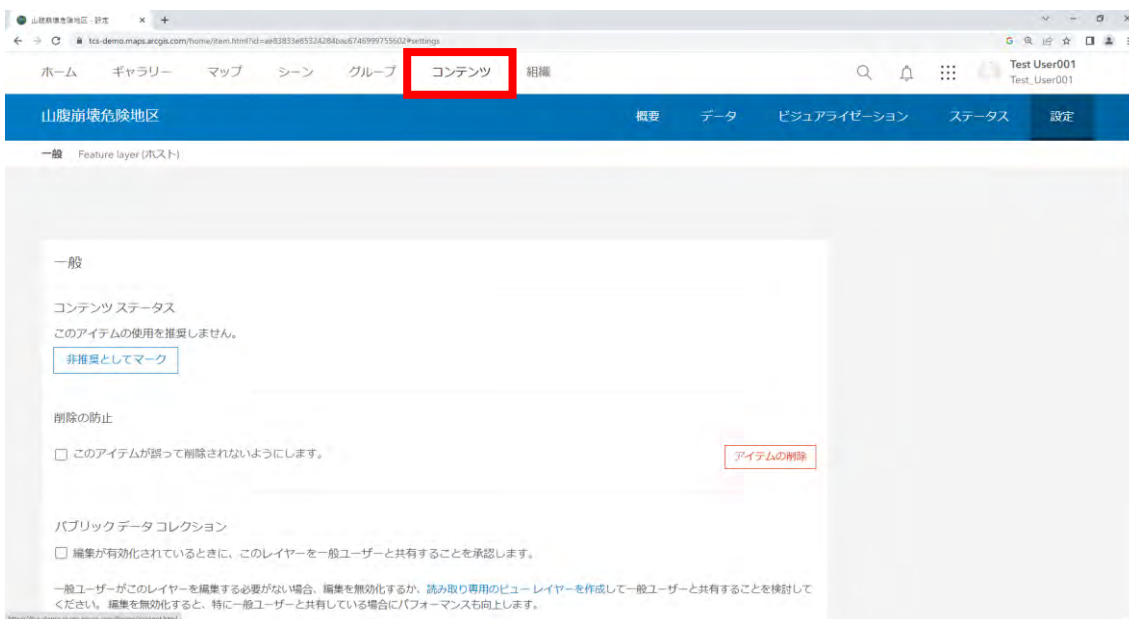 山腹崩壊危険地区 - 設定
tcs-demo.maps.arcgis.com/home/item.html?id=ae83833e85324284bac6746999755602#settings
ホーム ギャラリー マップ シーン グループ コンテンツ 組織
Test User001
Test_User001
山腹崩壊危険地区 概要 データ ビジュアライゼーション ステータス 設定
一般 Feature layer (ホスト)
一般
コンテンツ ステータス
このアイテムの使用を推奨しません。
非推奨としてマーク
削除の防止
このアイテムが誤って削除されないようにします。
アイテムの削除
パブリック データ コレクション
編集が有効化されているときに、このレイヤーを一般ユーザーと共有することを承認します。
一般ユーザーがこのレイヤーを編集する必要がない場合、編集を無効化するか、読み取り専用のビュー レイヤーを作成して一般ユーザーと共有することを検討して
ください。 編集を無効化すると、特に一般ユーザーと共有している場合にパフォーマンスも向上します。